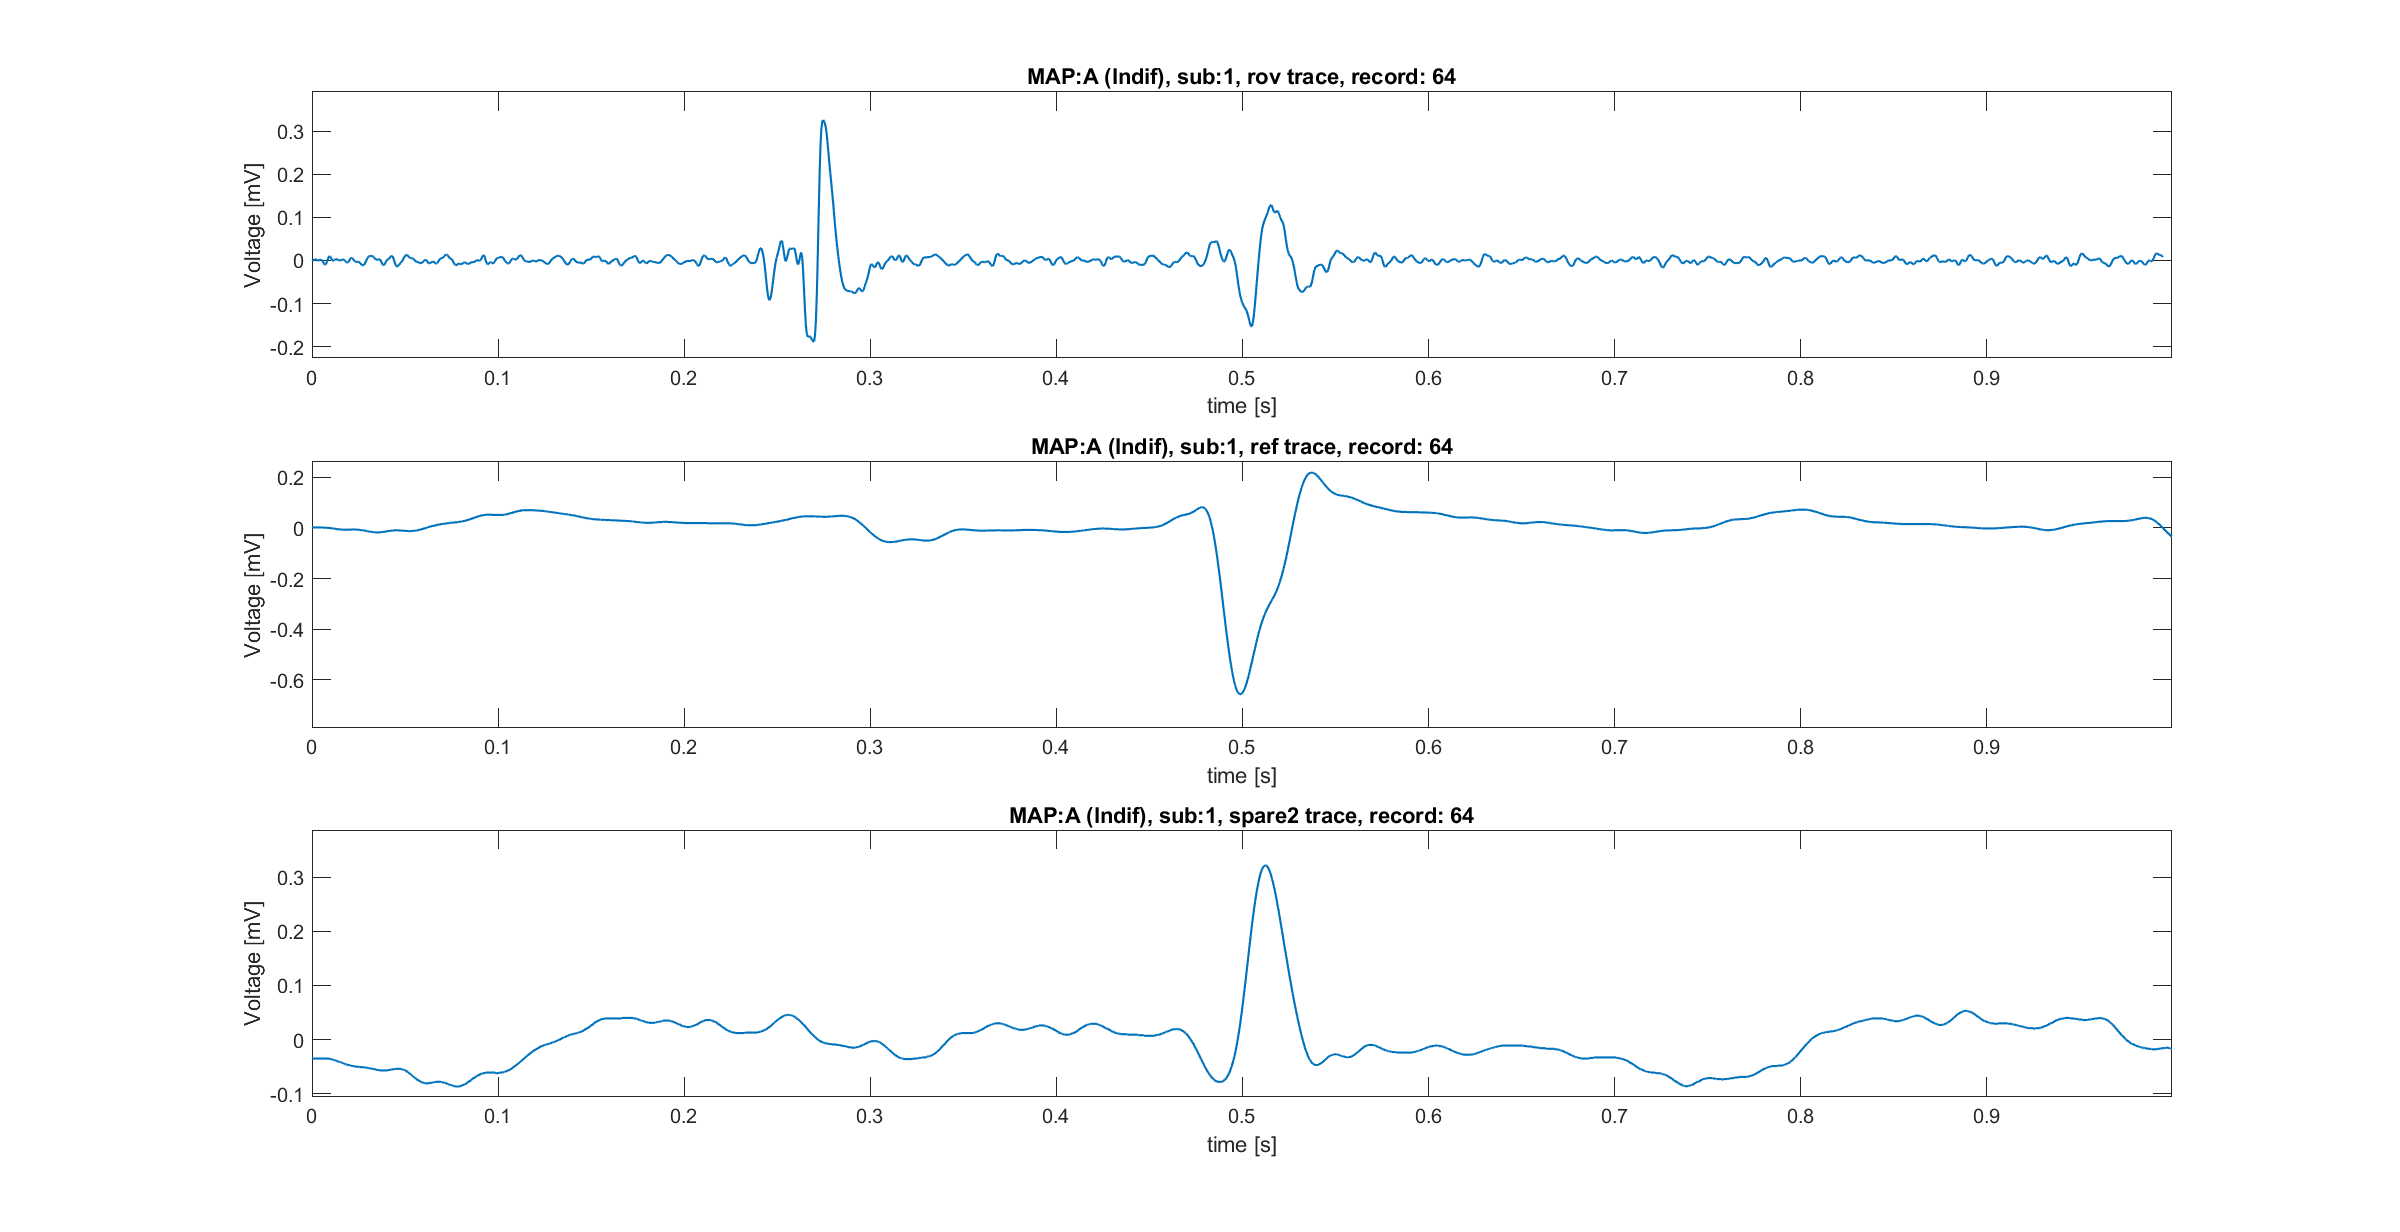 MAP:A (Indif), sub:1, rov trace, record: 64
Voltage [mV]
0.3
0.2
0.1
0
-0.1
-0.2
0 0.1 0.2 0.3 0.4 0.5 0.6 0.7 0.8 0.9
time [s]
MAP:A (Indif), sub:1, ref trace, record: 64
Voltage [mV]
0.2
0
-0.2
-0.4
-0.6
0 0.1 0.2 0.3 0.4 0.5 0.6 0.7 0.8 0.9
time [s]
MAP:A (Indif), sub:1, spare2 trace, record: 64
Voltage [mV]
0.3
0.2
0.1
0
-0.1
0 0.1 0.2 0.3 0.4 0.5 0.6 0.7 0.8 0.9
time [s]